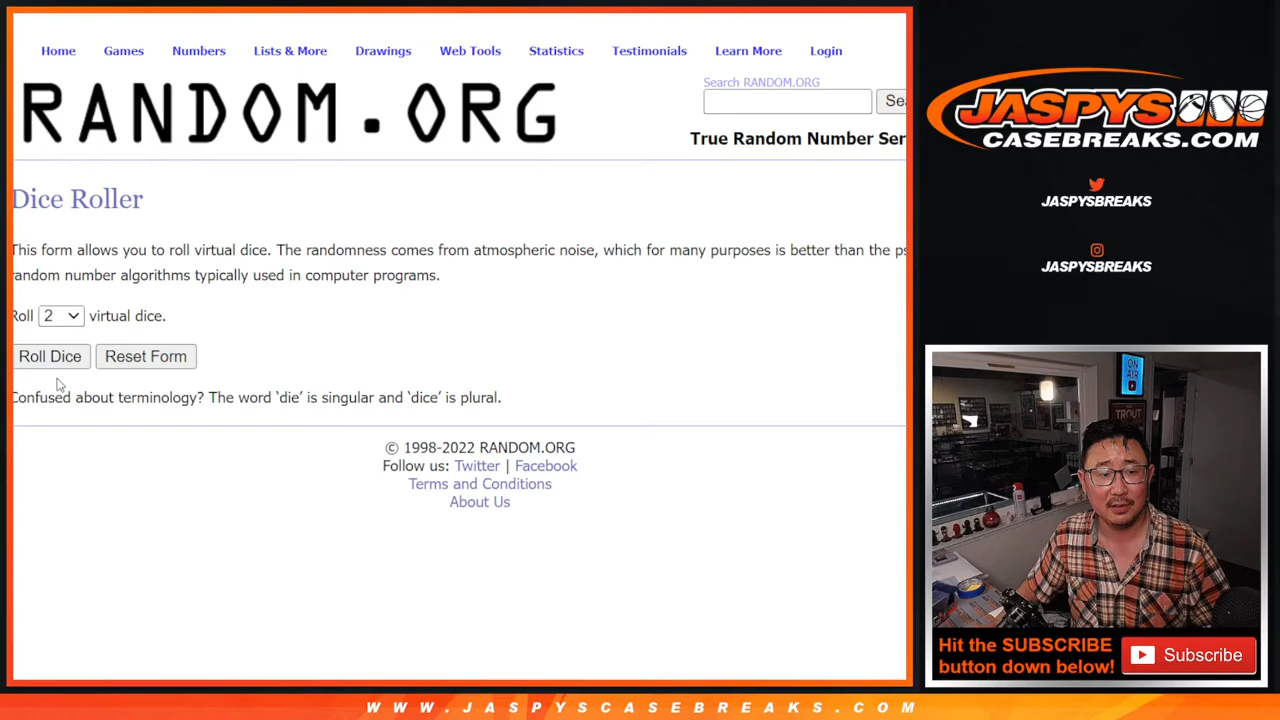 Home Games Numbers Lists & More Drawings Web Tools Statistics Testimonials Learn More Login
Search RANDOM.ORG
RANDOM.ORG
Sea
True Random Number Ser
Dice Roller
This form allows you to roll virtual dice. The randomness comes from atmospheric noise, which for many purposes is better than the ps
random number algorithms typically used in computer programs.
Roll 2 virtual dice.
Roll Dice Reset Form
Confused about terminology? The word ‘die’ is singular and ‘dice’ is plural.
© 1998-2022 RANDOM.ORG
Follow us: Twitter | Facebook
Terms and Conditions
About Us
JASPYS
CASEBREAKS.COM
JASPYSBREAKS
JASPYSBREAKS
ON
AIR
TROUT
Hit the SUBSCRIBE
button down below!
Subscribe
WWW.JASPYSCASEBREAKS.COM